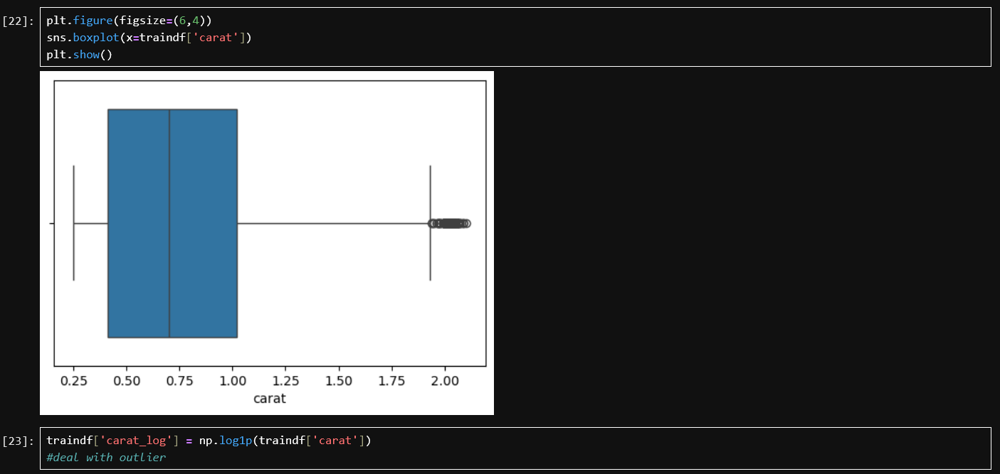 [22]: plt.figure(figsize=(6,4))
sns.boxplot(x=traindf['carat'])
plt.show()
0.25 0.50 0.75 1.00 1.25 1.50 1.75 2.00
carat
[23]: traindf['carat_log'] = np.log1p(traindf['carat'])
#deal with outlier